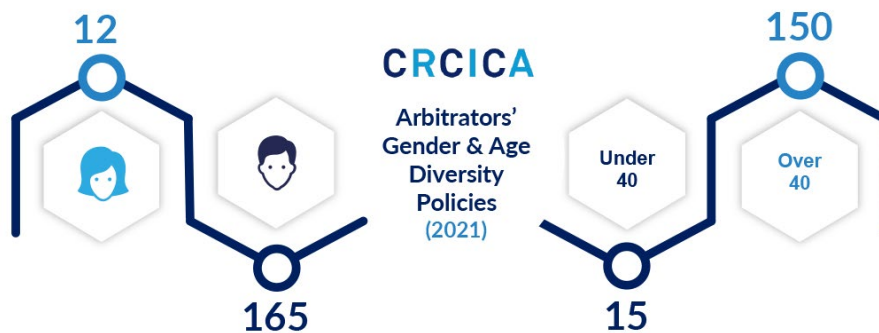 12
165
CRCICA
Arbitrators’
Gender & Age
Diversity
Policies
(2021)
Under
40
15
150
Over
40